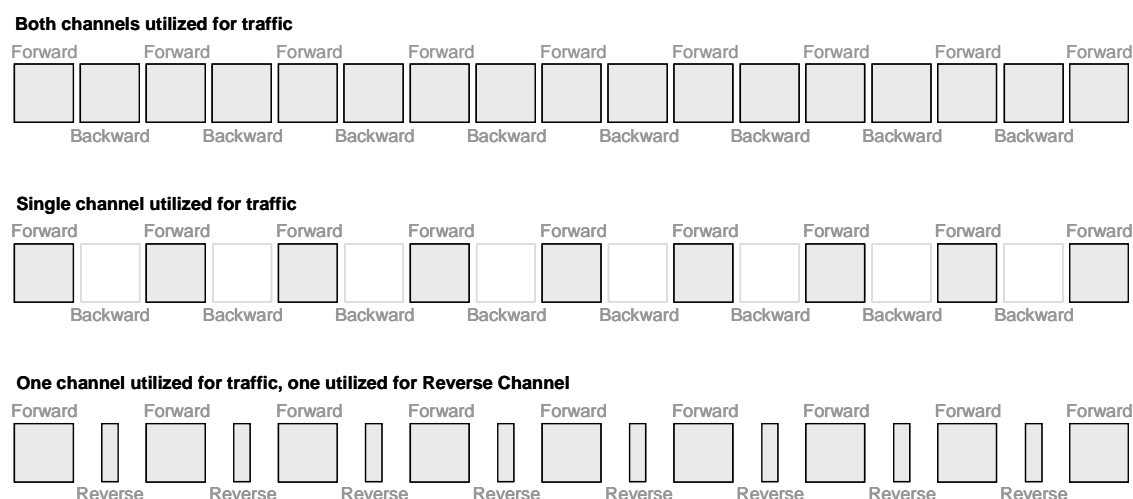 Both channels utilized for traffic
Forward Forward Forward Forward Forward Forward Forward Forward Forward
Backward Backward Backward Backward Backward Backward Backward Backward
Single channel utilized for traffic
Forward Forward Forward Forward Forward Forward Forward Forward Forward
Backward Backward Backward Backward Backward Backward Backward Backward
One channel utilized for traffic, one utilized for Reverse Channel
Forward Forward Forward Forward Forward Forward Forward Forward Forward
Reverse Reverse Reverse Reverse Reverse Reverse Reverse Reverse